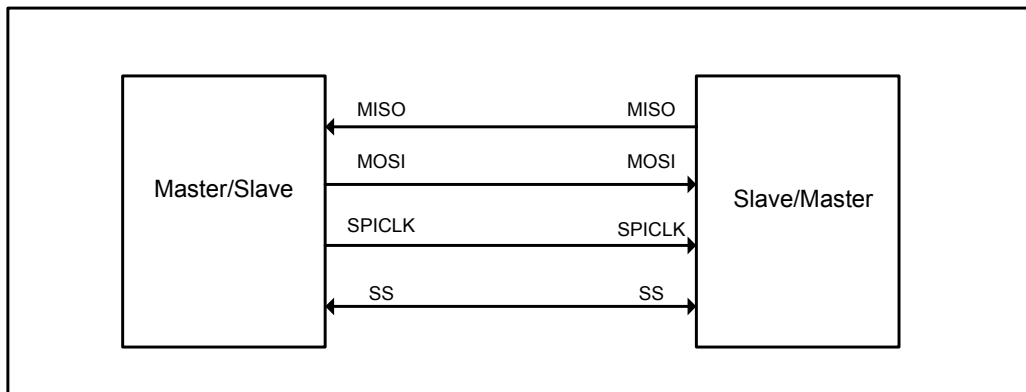 MISO MISO
MOSI MOSI
Master/Slave Slave/Master
SPICLK SPICLK
SS SS